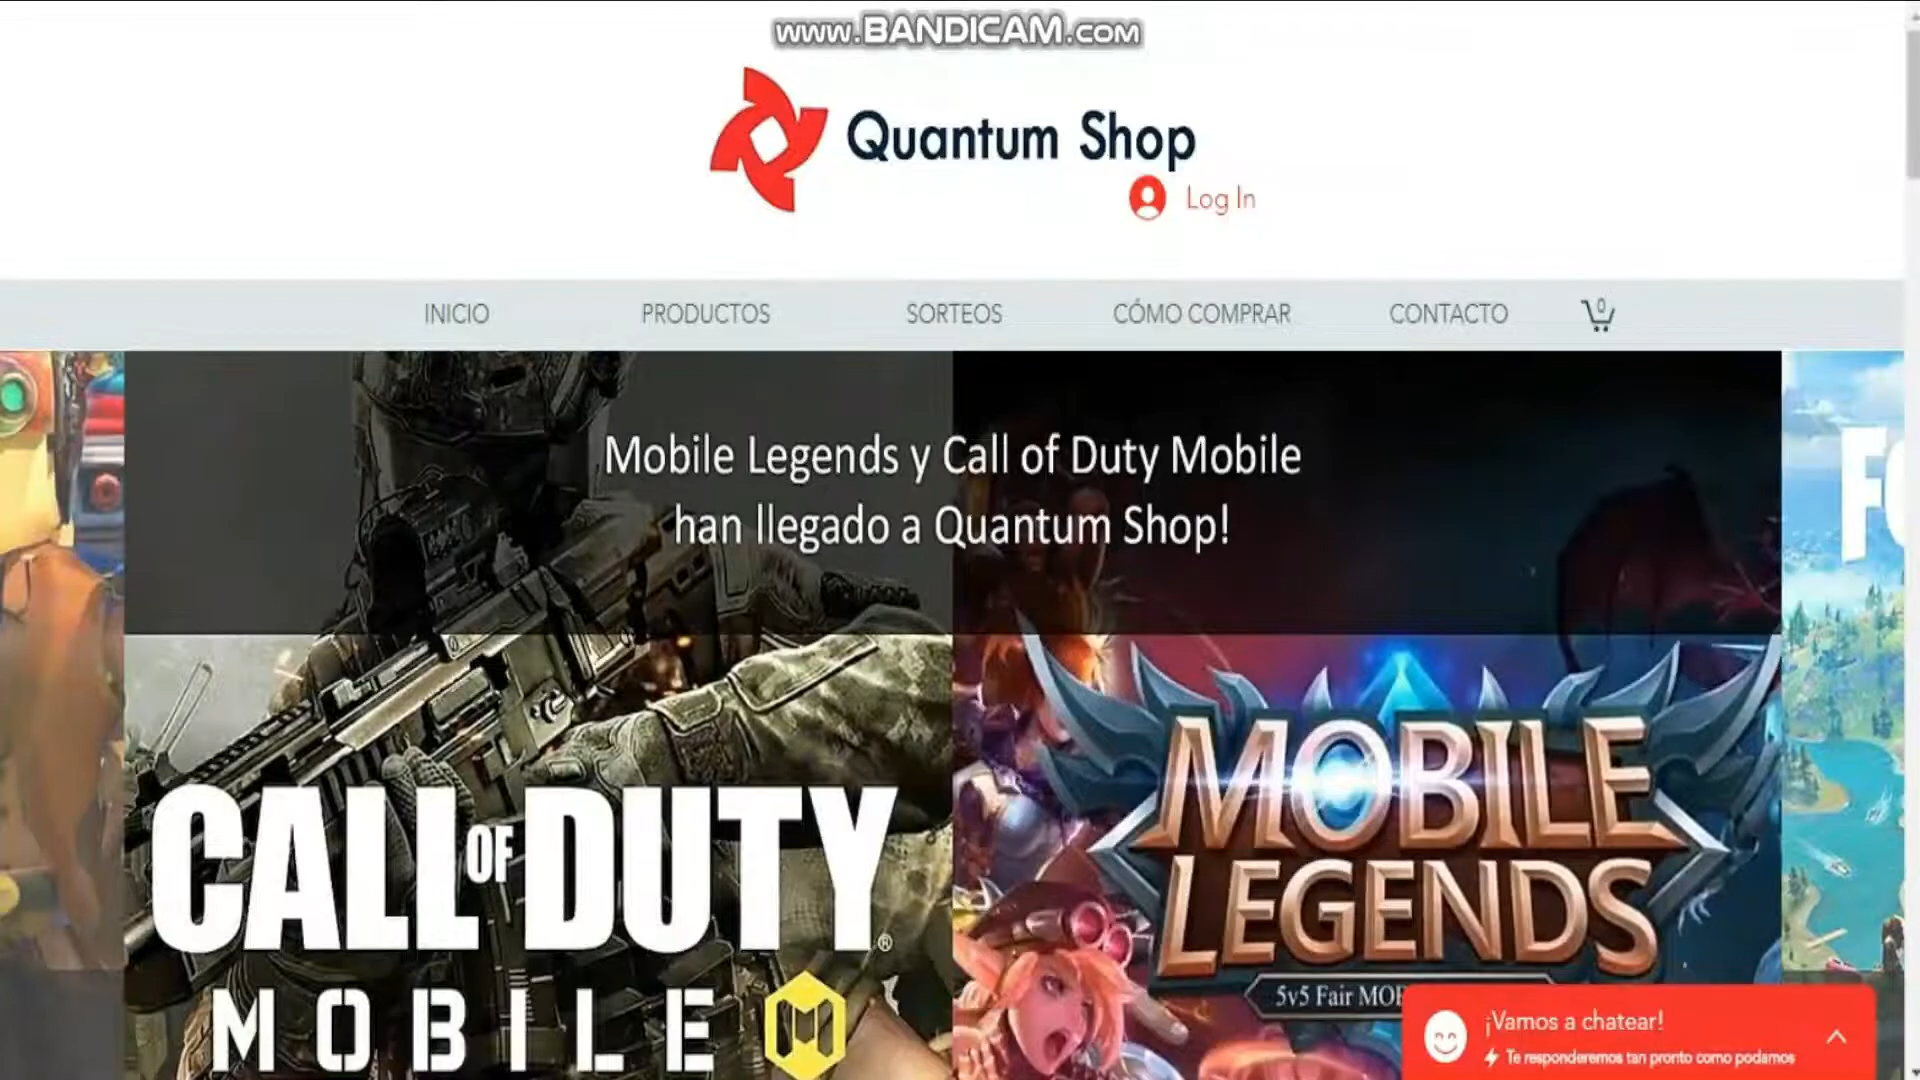 www.BANDICAM.com
Quantum Shop
Log In
INICIO
PRODUCTOS
SORTEOS
CÓMO COMPRAR
CONTACTO
0
Mobile Legends y Call of Duty Mobile
han llegado a Quantum Shop!
CALL OF DUTY®
MOBILE
MOBILE
LEGENDS
5v5 Fair
¡Vamos a chatear!
Te responderemos tan pronto como podamos